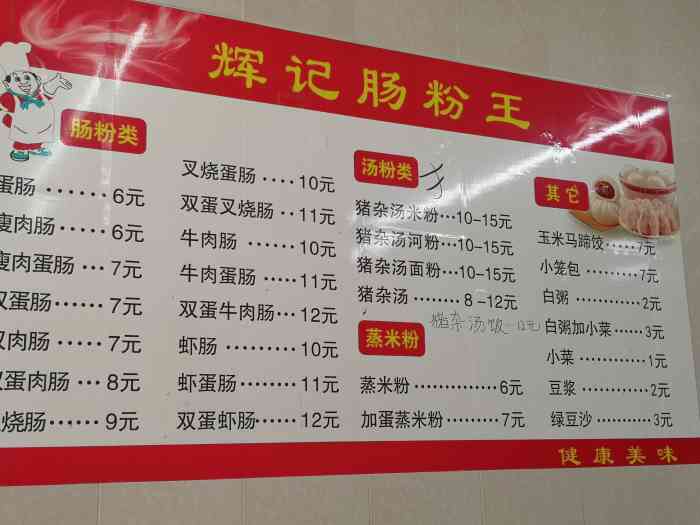 辉记肠粉王
肠粉类
蛋肠······6元
瘦肉肠······6元
瘦肉蛋肠···7元
双蛋肠······7元
双肉肠·····7元
双蛋肉肠···8元
叉烧肠······9元
叉烧蛋肠····10元
双蛋叉烧肠··11元
牛肉肠······10元
牛肉蛋肠·····11元
双蛋牛肉肠···12元
虾肠·········10元
虾蛋肠·······11元
双蛋虾肠······12元
汤粉类
猪杂汤米粉···10-15元
猪杂汤河粉···10-15元
猪杂汤面粉···10-15元
猪杂汤········8-12元
猪杂汤饭-12元
蒸米粉
蒸米粉·············6元
加蛋蒸米粉·········7元
其它
玉米马蹄饺·····7元
小笼包·········7元
白粥···········2元
白粥加小菜······3元
小菜···········1元
豆浆···········2元
绿豆沙·········3元
健康美味